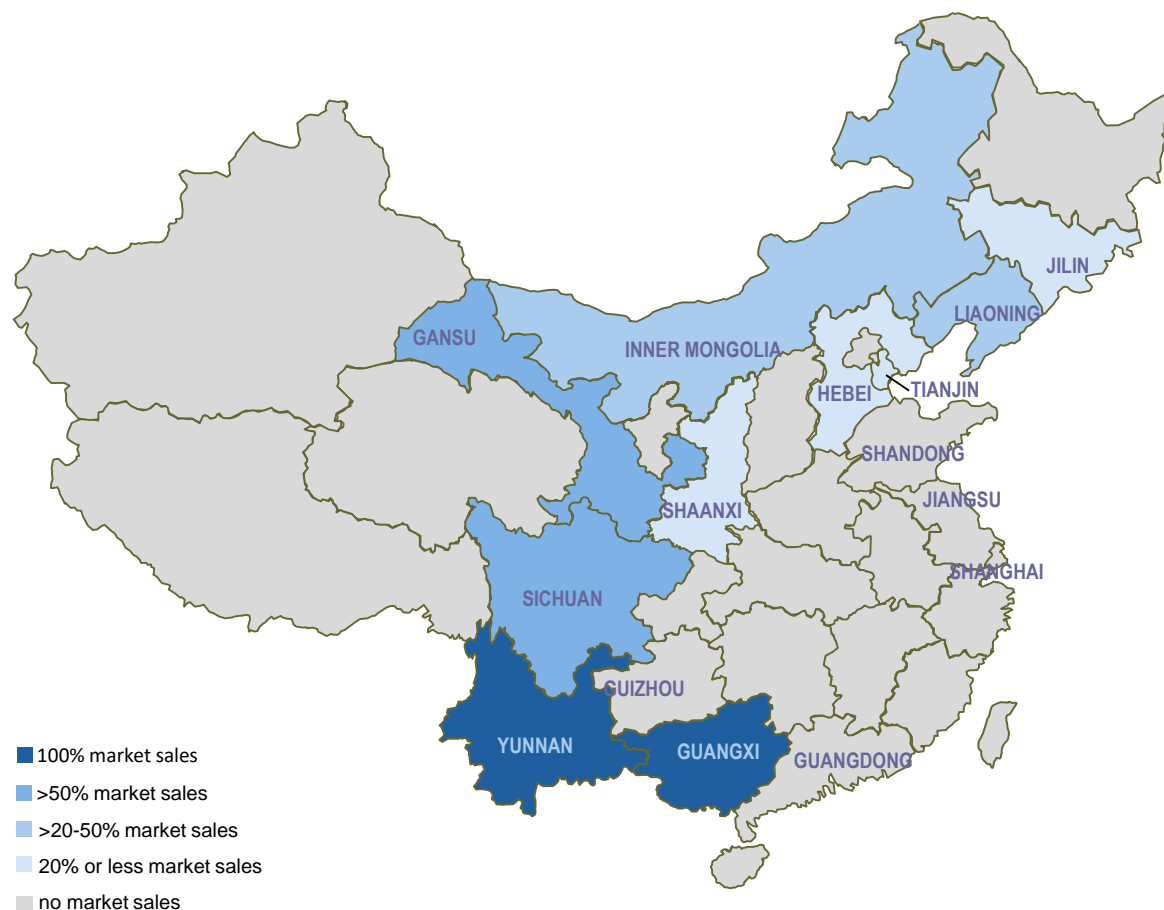 JILIN
LIAONING
GANSU
INNER MONGOLIA
HEBEI
TIANJIN
SHANDONG
JIANGSU
SHAANXI
SHANGHAI
SICHUAN
GUIZHOU
YUNNAN
GUANGXI
GUANGDONG
100% market sales
>50% market sales
>20-50% market sales
20% or less market sales
no market sales